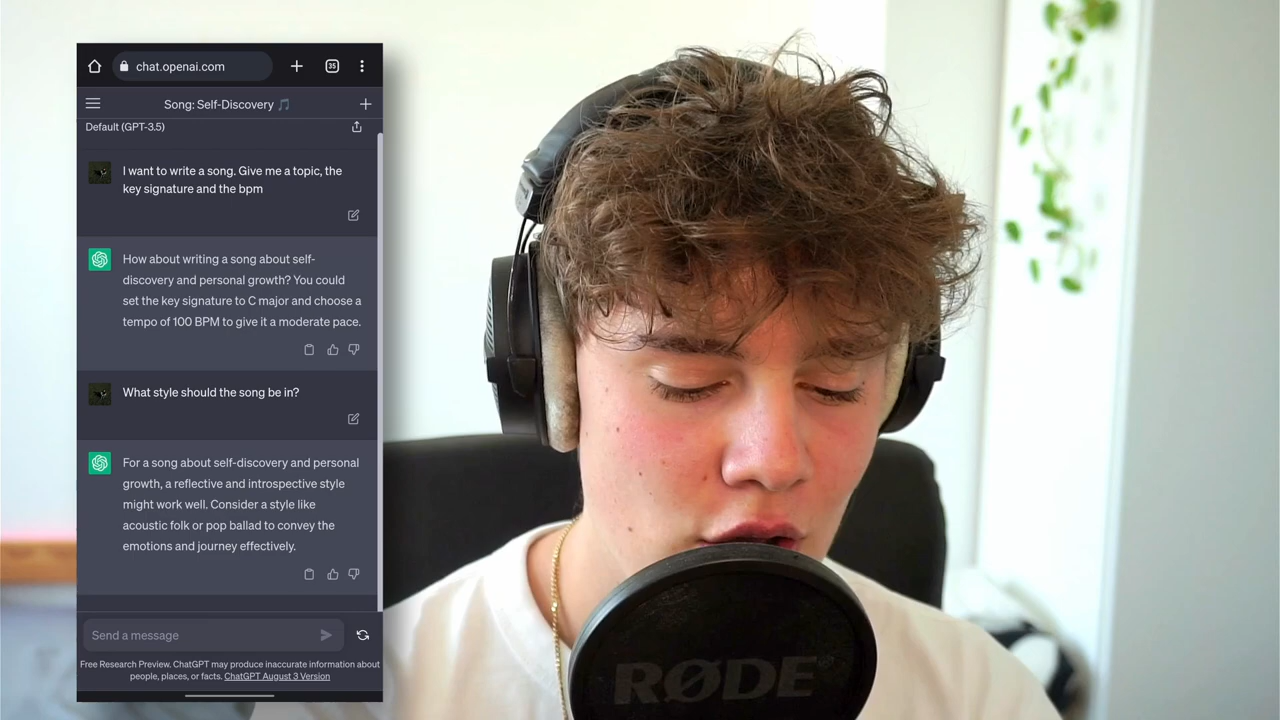 chat.openai.com
35
Song: Self-Discovery 🎵
Default (GPT-3.5)
I want to write a song. Give me a topic, the
key signature and the bpm
How about writing a song about self-
discovery and personal growth? You could
set the key signature to C major and choose a
tempo of 100 BPM to give it a moderate pace.
What style should the song be in?
For a song about self-discovery and personal
growth, a reflective and introspective style
might work well. Consider a style like
acoustic folk or pop ballad to convey the
emotions and journey effectively.
Send a message
Free Research Preview. ChatGPT may produce inaccurate information about
people, places, or facts. ChatGPT August 3 Version
RØDE